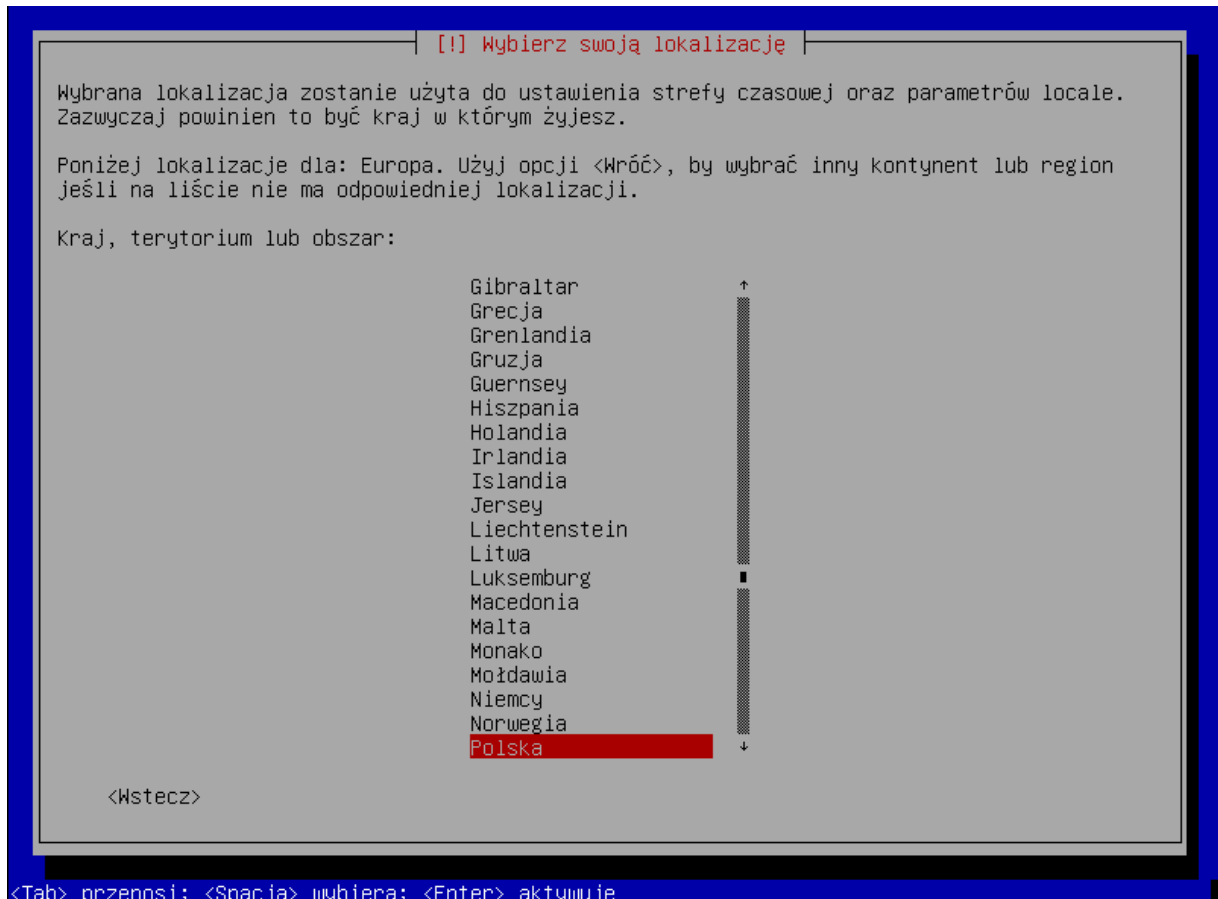 [!] Wybierz swoją lokalizację
Wybrana lokalizacja zostanie użyta do ustawienia strefy czasowej oraz parametrów locale.
Zazwyczaj powinien to być kraj w którym żyjesz.
Poniżej lokalizacje dla: Europa. Użyj opcji <Wróć>, by wybrać inny kontynent lub region
jeśli na liście nie ma odpowiedniej lokalizacji.
Kraj, terytorium lub obszar:
Gibraltar
Grecja
Grenlandia
Gruzja
Guernsey
Hiszpania
Holandia
Irlandia
Islandia
Jersey
Liechtenstein
Litwa
Luksemburg
Macedonia
Malta
Monako
Mołdawia
Niemcy
Norwegia
Polska
<Wstecz>
<Tab> przenosi; <Spacja> wybiera; <Enter> aktywuje